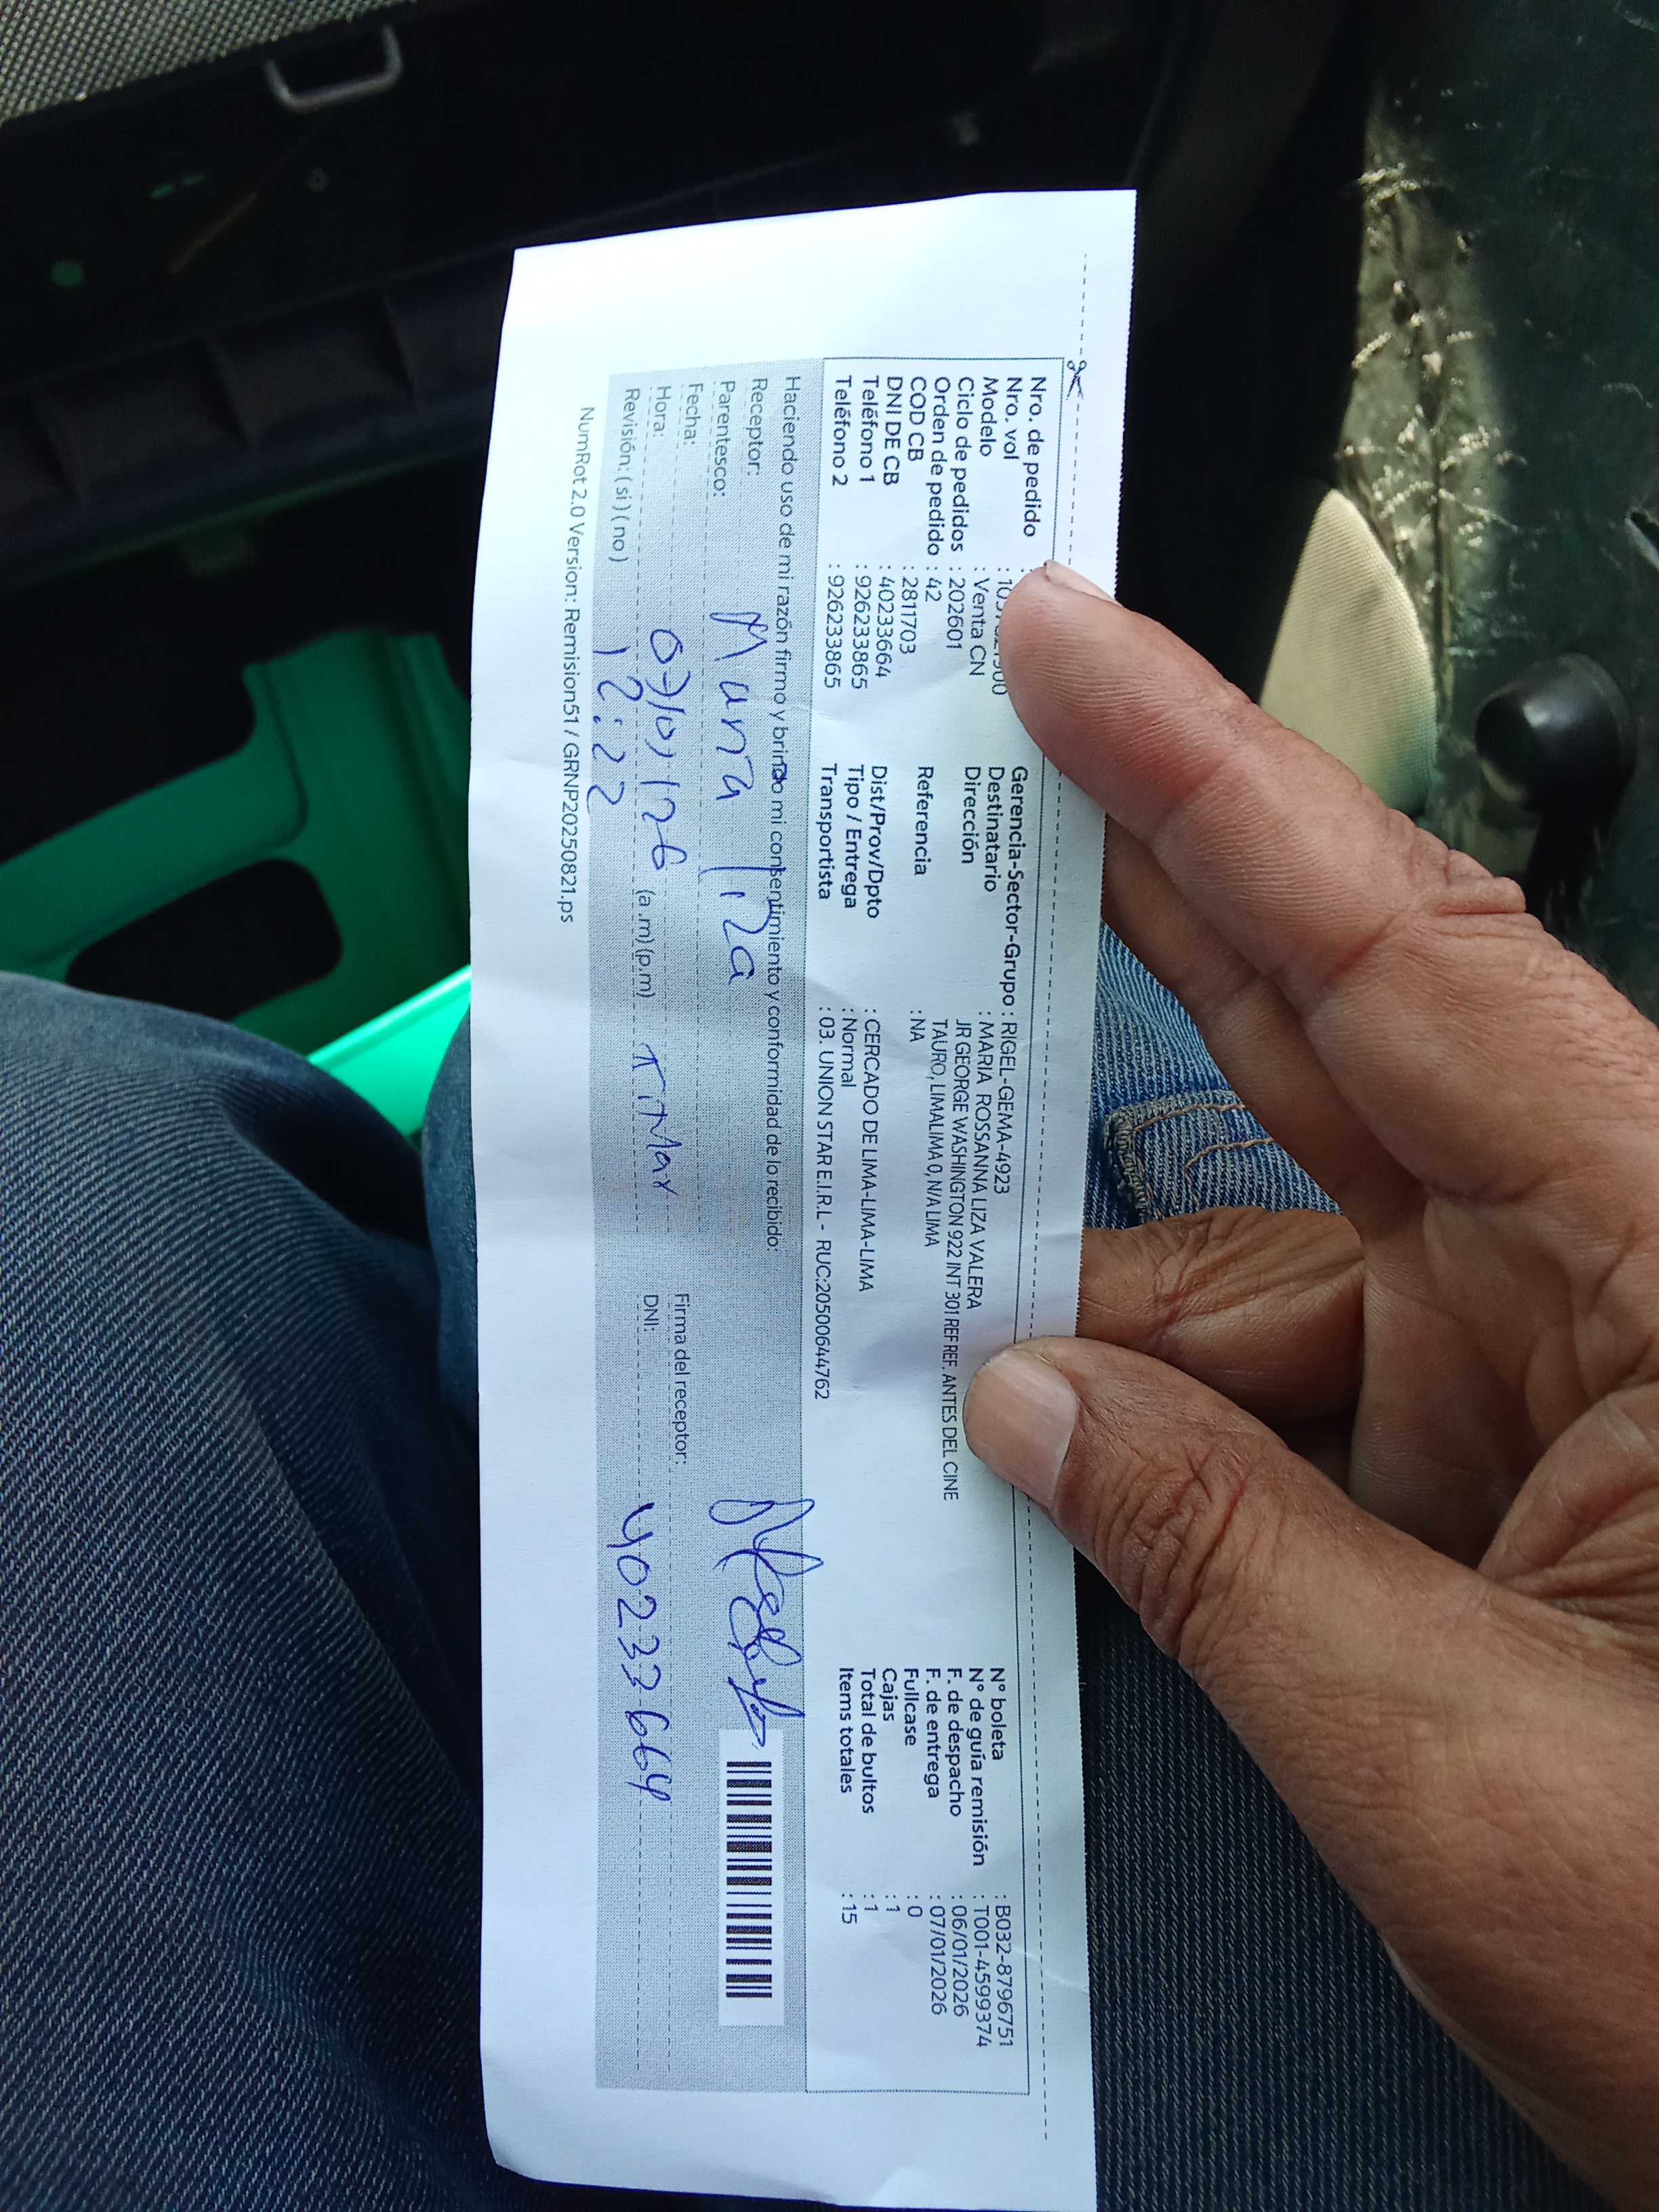 Nro. de pedido :
Nro. vol
Modelo : Venta CN
Ciclo de pedidos : 202601
Orden de pedido : 42
COD CB : 2811703
DNI DE CB : 40233664
Teléfono 1 : 926233865
Teléfono 2 : 926233865
Gerencia-Sector-Grupo : RIGEL-GEMA-4923
Destinatario : MARIA ROSSANNA LIZA VALERA
Dirección JR GEORGE WASHINGTON 922 INT 301 REF REF. ANTES DEL CINE
TAURO, LIMALIMA 0, N/A LIMA
Referencia : NA
Dist/Prov/Dpto : CERCADO DE LIMA-LIMA-LIMA
Tipo / Entrega : Normal
Transportista : 03. UNION STAR E.I.R.L - RUC:20500644762
N° boleta : B032-8796751
N° de guía remisión : T001-4599374
F. de despacho : 06/01/2026
F. de entrega : 07/01/2026
Fullcase : 0
Cajas : 1
Total de bultos : 1
Items totales : 15
Haciendo uso de mi razón firmo y brindo mi consentimiento y conformidad de lo recibido:
Receptor: Maria liza
Parentesco:
Fecha: 07/01/26
Hora: 12:22 (a.m)(p.m)
Revisión: ( si ) ( no )
Firma del receptor:
DNI: 40233664
NumRot 2.0 Version: Remision51 / GRNP20250821.ps